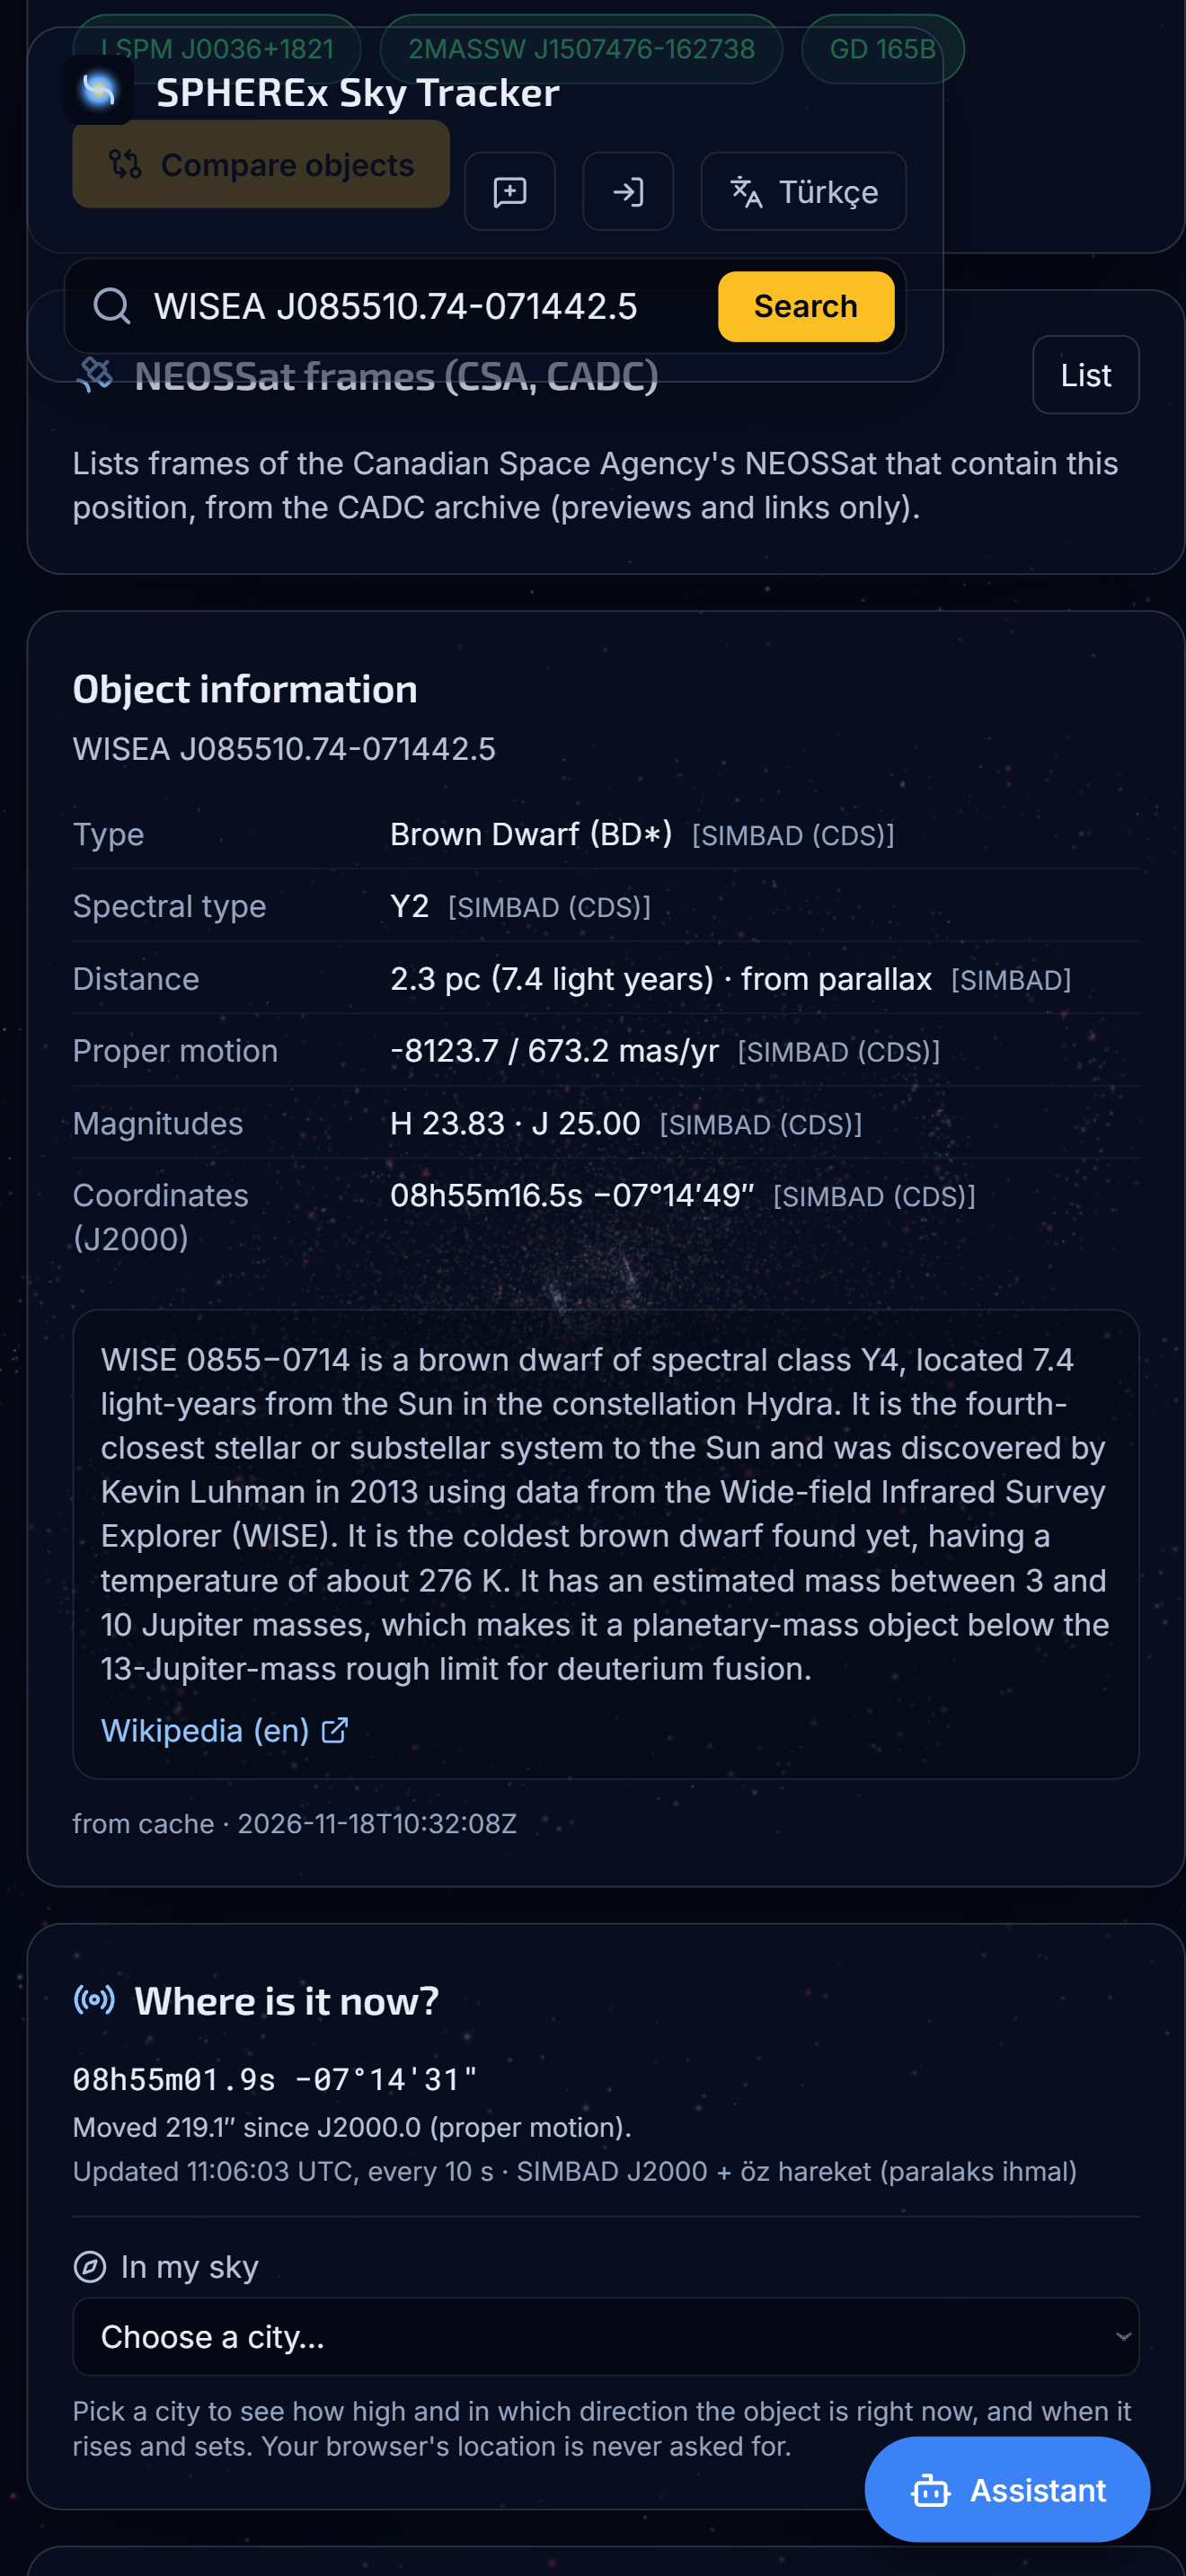 LSPM J0036+1821
2MASSW J1507476-162738
GD 165B
SPHEREx Sky Tracker
Compare objects
Türkçe
WISEA J085510.74-071442.5
Search
NEOSSat frames (CSA, CADC)
List
Lists frames of the Canadian Space Agency's NEOSSat that contain this
position, from the CADC archive (previews and links only).
Object information
WISEA J085510.74-071442.5
Type Brown Dwarf (BD*) [SIMBAD (CDS)]
Spectral type Y2 [SIMBAD (CDS)]
Distance 2.3 pc (7.4 light years) · from parallax [SIMBAD]
Proper motion -8123.7 / 673.2 mas/yr [SIMBAD (CDS)]
Magnitudes H 23.83 · J 25.00 [SIMBAD (CDS)]
Coordinates 08h55m16.5s −07°14′49″ [SIMBAD (CDS)]
(J2000)
WISE 0855−0714 is a brown dwarf of spectral class Y4, located 7.4
light-years from the Sun in the constellation Hydra. It is the fourth-
closest stellar or substellar system to the Sun and was discovered by
Kevin Luhman in 2013 using data from the Wide-field Infrared Survey
Explorer (WISE). It is the coldest brown dwarf found yet, having a
temperature of about 276 K. It has an estimated mass between 3 and
10 Jupiter masses, which makes it a planetary-mass object below the
13-Jupiter-mass rough limit for deuterium fusion.
Wikipedia (en)
from cache · 2026-11-18T10:32:08Z
Where is it now?
08h55m01.9s −07°14'31"
Moved 219.1″ since J2000.0 (proper motion).
Updated 11:06:03 UTC, every 10 s · SIMBAD J2000 + öz hareket (paralaks ihmal)
In my sky
Choose a city...
Pick a city to see how high and in which direction the object is right now, and when it
rises and sets. Your browser's location is never asked for.
Assistant